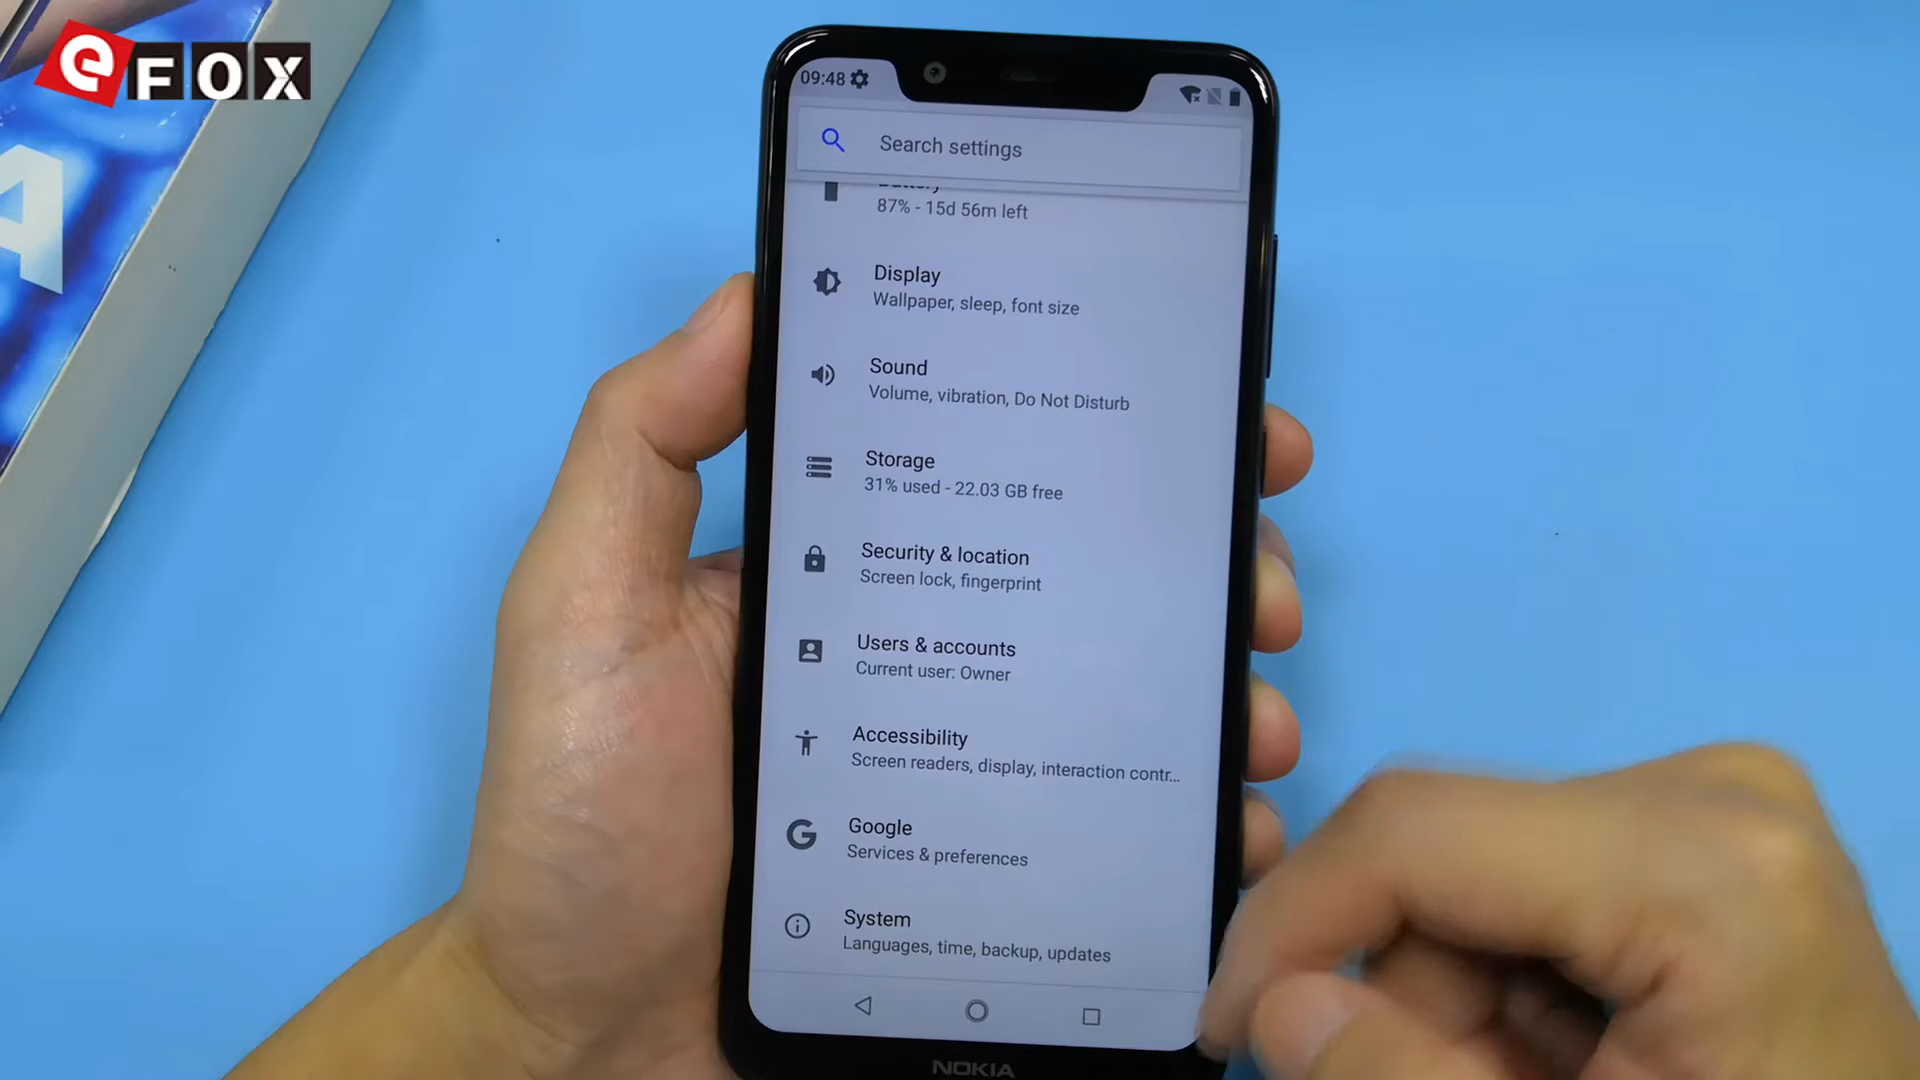 eFOX
A
09:48
Search settings
Battery
87% - 15d 56m left
Display
Wallpaper, sleep, font size
Sound
Volume, vibration, Do Not Disturb
Storage
31% used - 22.03 GB free
Security & location
Screen lock, fingerprint
Users & accounts
Current user: Owner
Accessibility
Screen readers, display, interaction contr...
Google
Services & preferences
System
Languages, time, backup, updates
NOKIA